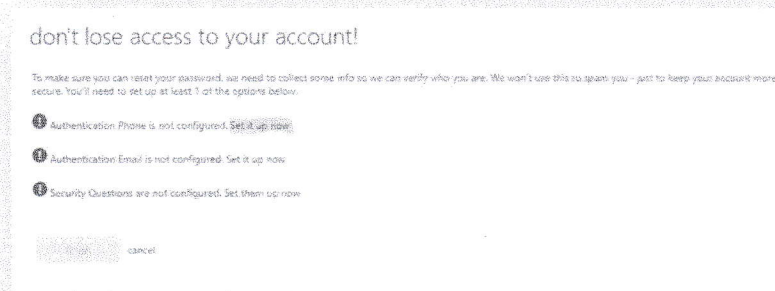 don't lose access to your account!
To make sure you can reset your password, we need to collect some info so we can verify who you are. We won't use this to spam you - just to keep your account more
secure. You'll need to set up at least 1 of the options below.
Authentication Phone is not configured. Set it up now
Authentication Email is not configured. Set it up now
Security Questions are not configured. Set them up now
cancel